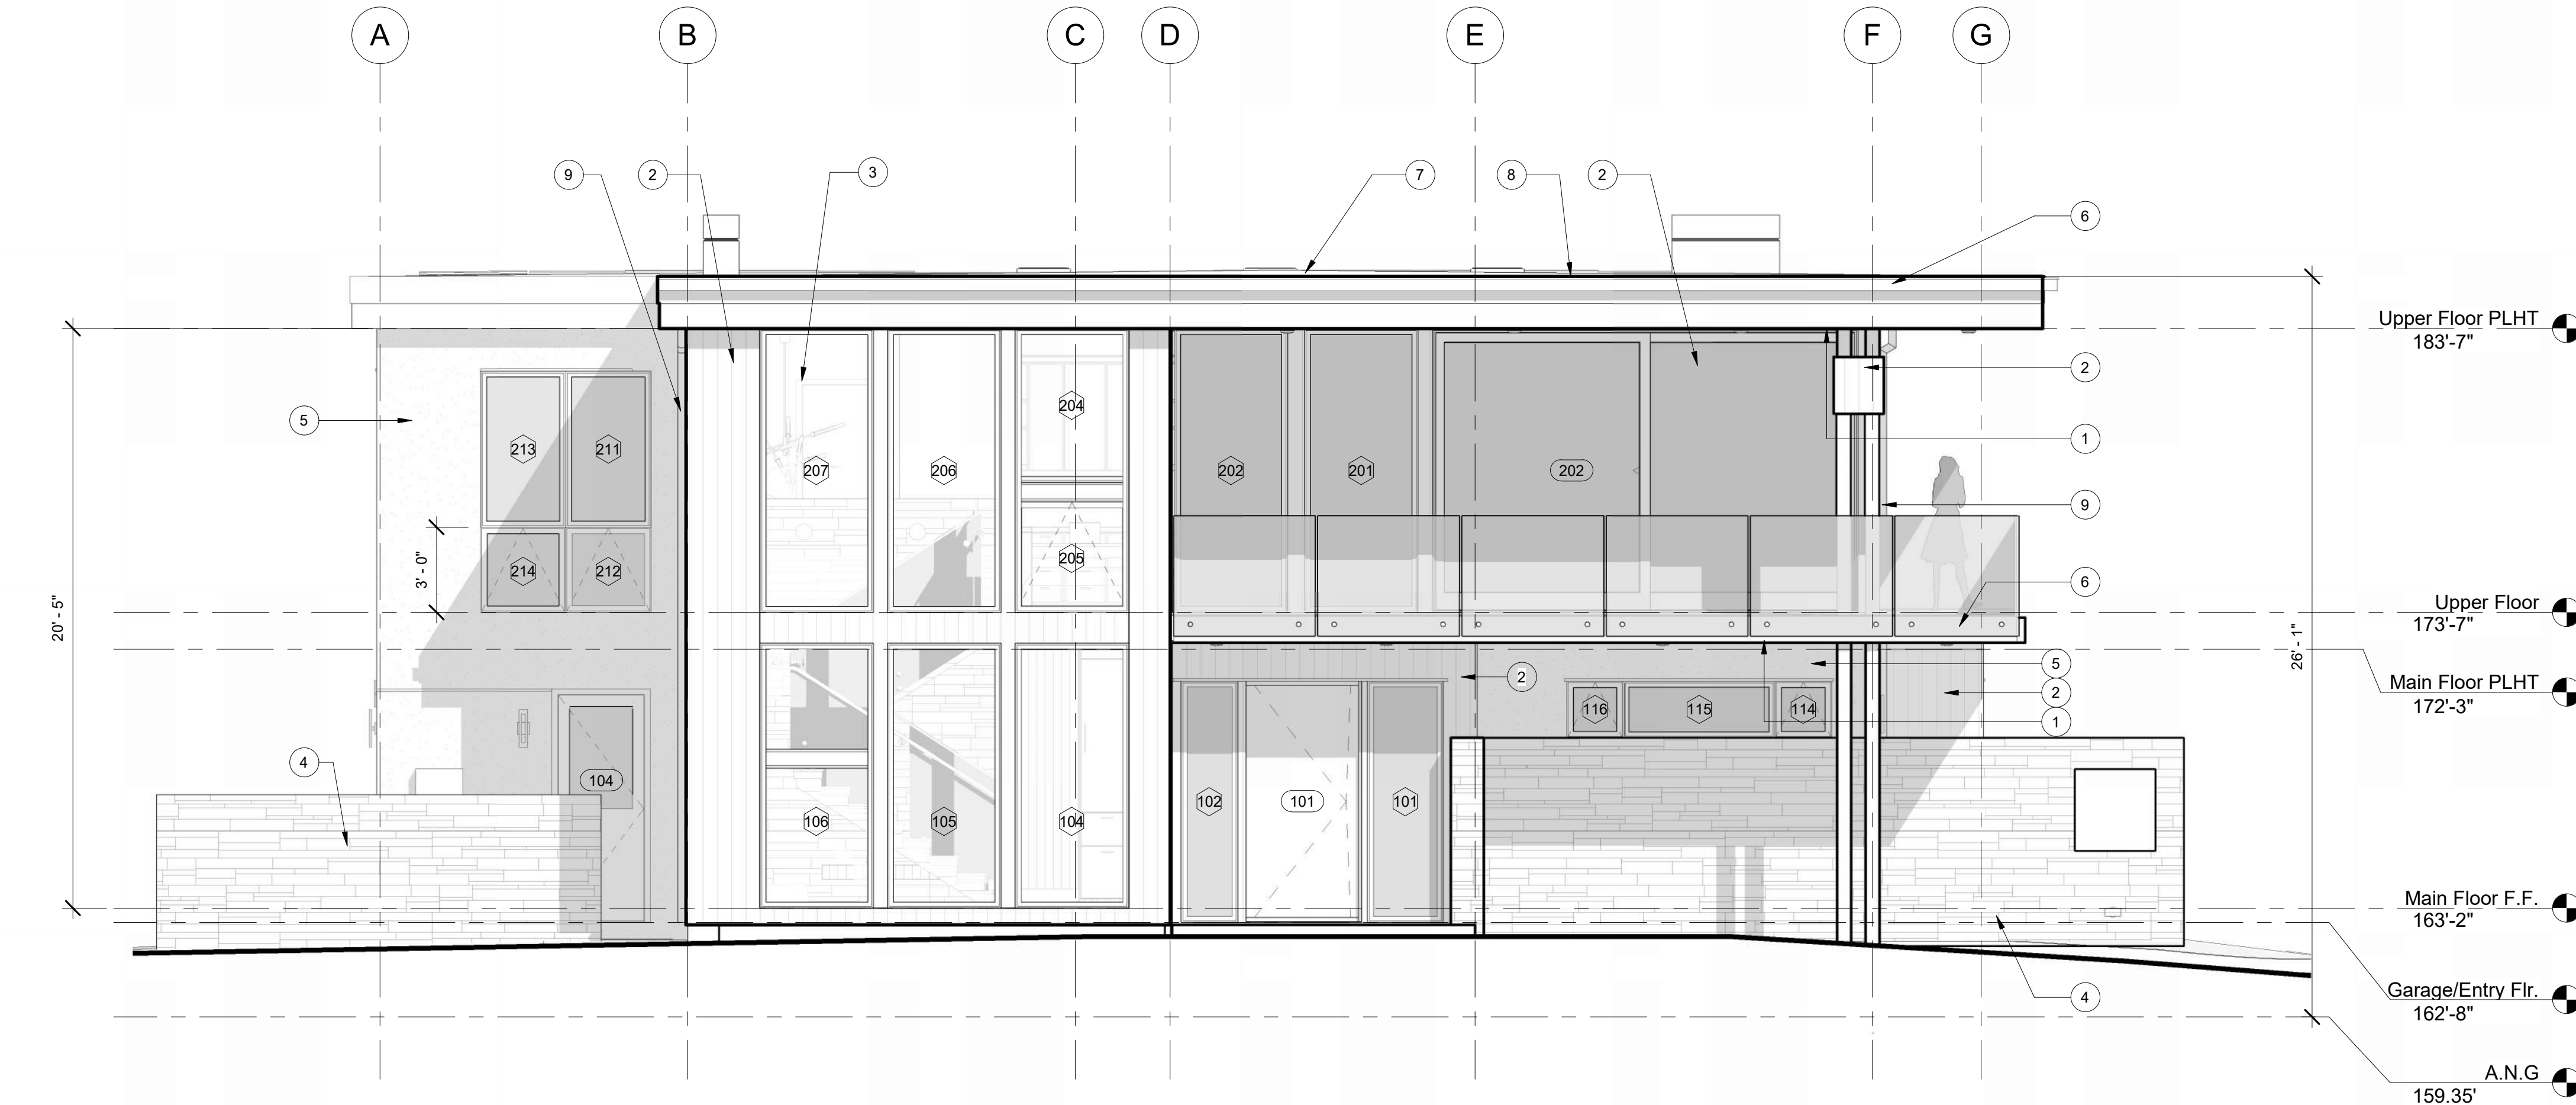 A B C D E F G
9 2 3 7 8 2 6
Upper Floor PLHT
183'-7"
2
5
204
1
213 211 207 206 202 201 202
9
3' - 0"
214 212 205
6
20' - 5"
Upper Floor
173'-7"
26' - 1"
5
2
2
Main Floor PLHT
172'-3"
116 115 114
1
4
104
106 105 104 102 101 101
Main Floor F.F.
163'-2"
4
Garage/Entry Flr.
162'-8"
A.N.G
159.35'